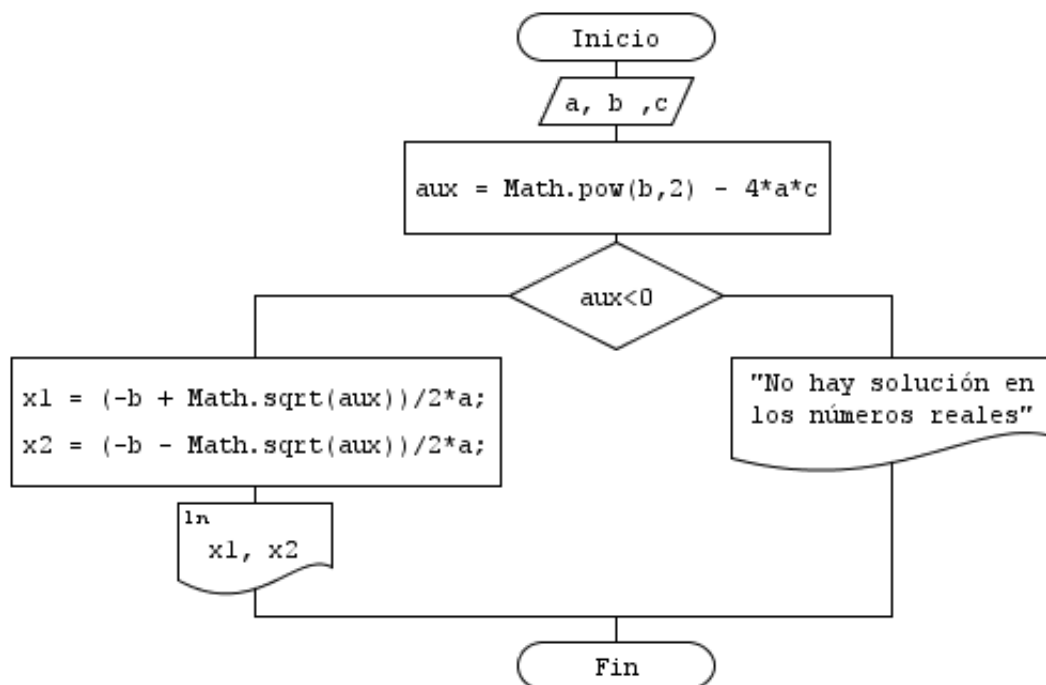 Inicio
a, b ,c
aux = Math.pow(b,2) - 4*a*c
aux<0
x1 = (-b + Math.sqrt(aux))/2*a;
x2 = (-b - Math.sqrt(aux))/2*a;
ln
x1, x2
"No hay solución en
los números reales"
Fin